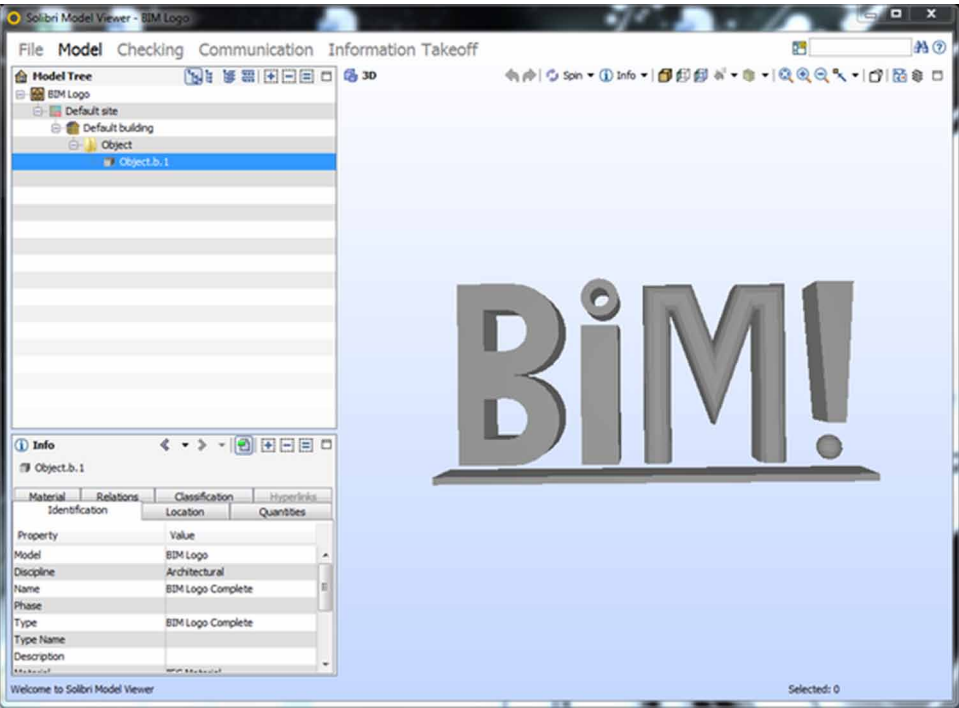 Solibri Model Viewer - BIM Logo
File Model Checking Communication Information Takeoff
Model Tree
BIM Logo
Default site
Default building
Object
Object.b.1
3D
Spin
Info
BiM!
Info
Object.b.1
Material Relations Classification Hyperlinks
Identification Location Quantities
Property Value
Model BIM Logo
Discipline Architectural
Name BIM Logo Complete
Phase
Type BIM Logo Complete
Type Name
Description
Welcome to Solibri Model Viewer
Selected: 0